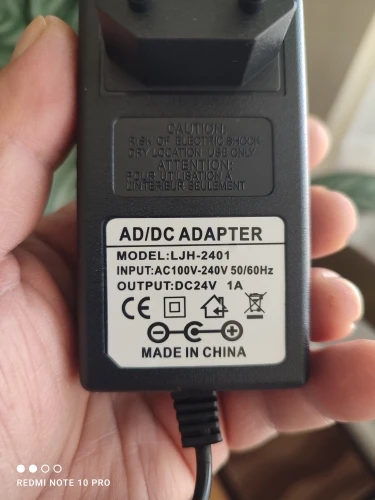 CAUTION:
RISK OF ELECTRIC SHOCK
DRY LOCATION USE ONLY
ATTENTION:
POUR UTILISATION À
L'INTERIEUR SEULEMENT
AD/DC ADAPTER
MODEL:LJH-2401
INPUT:AC100V-240V 50/60Hz
OUTPUT:DC24V 1A
CE
MADE IN CHINA
REDMI NOTE 10 PRO